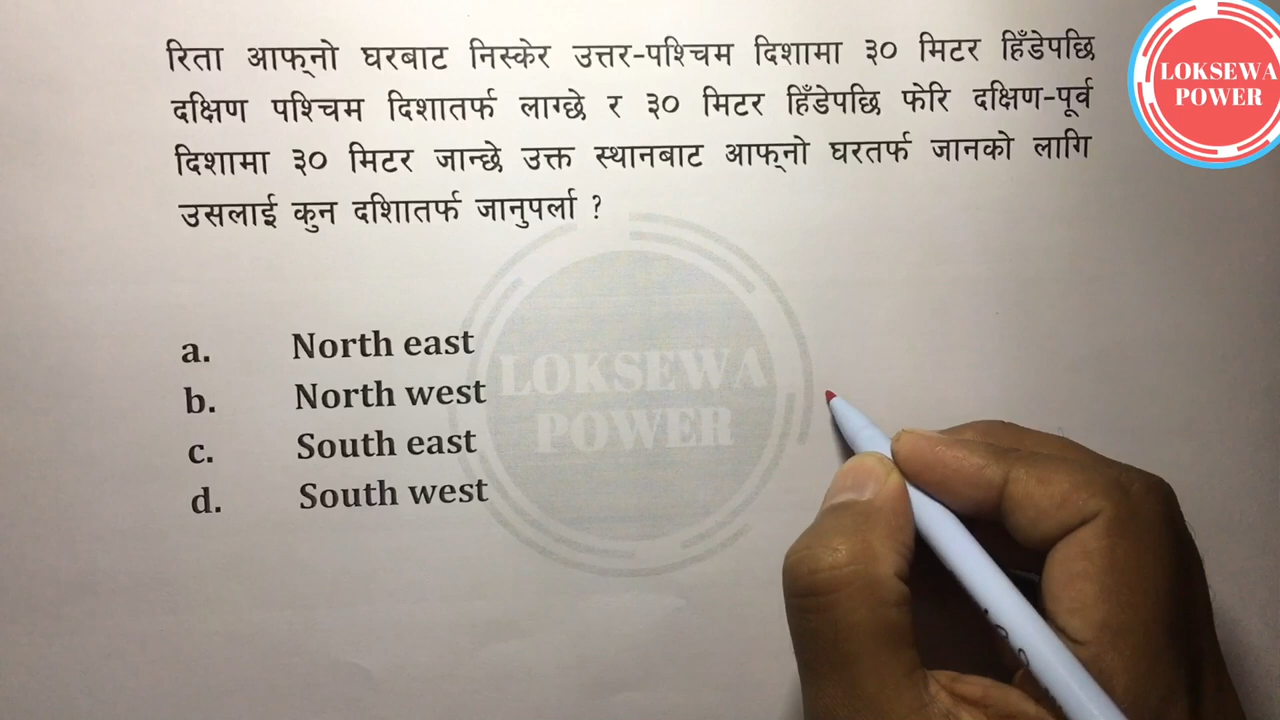 रिता आफ्नो घरबाट निस्केर उत्तर-पश्चिम दिशामा ३० मिटर हिँडेपछि
दक्षिण पश्चिम दिशातर्फ लाग्छे र ३० मिटर हिँडेपछि फेरि दक्षिण-पूर्व
दिशामा ३० मिटर जान्छे उक्त स्थानबाट आफ्नो घरतर्फ जानको लागि
उसलाई कुन दशिातर्फ जानुपर्ला ?
a. North east
b. North west
c. South east
d. South west
LOKSEWA
POWER
LOKSEWA
POWER